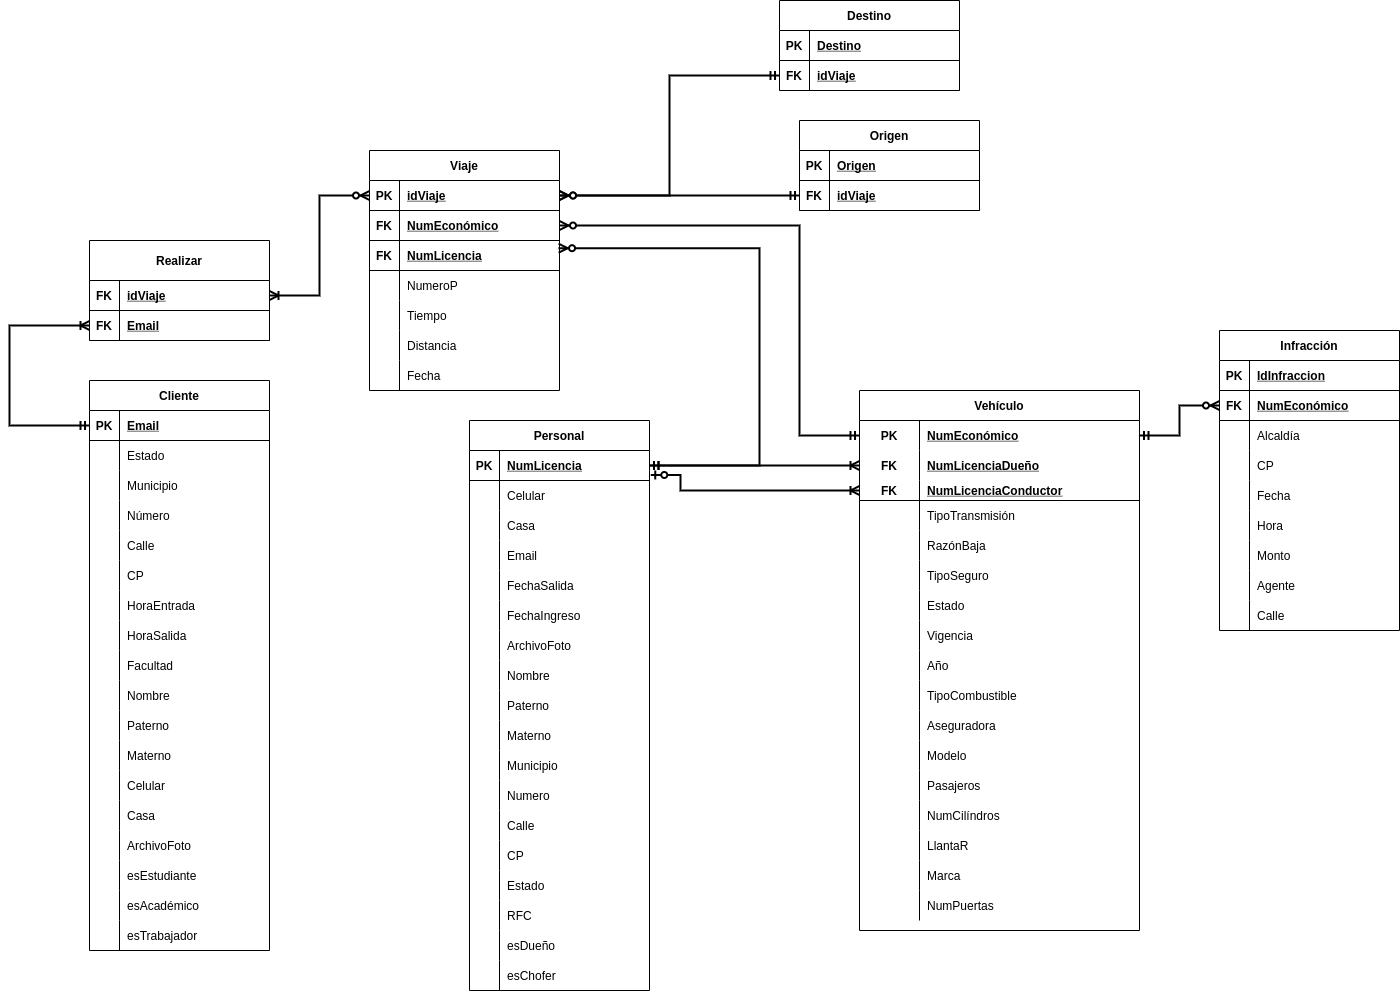 Destino
PK Destino
FK idViaje
Origen
PK Origen
FK idViaje
Viaje
PK idViaje
FK NumEconómico
FK NumLicencia
NumeroP
Tiempo
Distancia
Fecha
Realizar
FK idViaje
FK Email
Cliente
PK Email
Estado
Municipio
Número
Calle
CP
HoraEntrada
HoraSalida
Facultad
Nombre
Paterno
Materno
Celular
Casa
ArchivoFoto
esEstudiante
esAcadémico
esTrabajador
Personal
PK NumLicencia
Celular
Casa
Email
FechaSalida
FechaIngreso
ArchivoFoto
Nombre
Paterno
Materno
Municipio
Numero
Calle
CP
Estado
RFC
esDueño
esChofer
Vehículo
PK NumEconómico
FK NumLicenciaDueño
FK NumLicenciaConductor
TipoTransmisión
RazónBaja
TipoSeguro
Estado
Vigencia
Año
TipoCombustible
Aseguradora
Modelo
Pasajeros
NumCilíndros
LlantaR
Marca
NumPuertas
Infracción
PK IdInfraccion
FK NumEconómico
Alcaldía
CP
Fecha
Hora
Monto
Agente
Calle